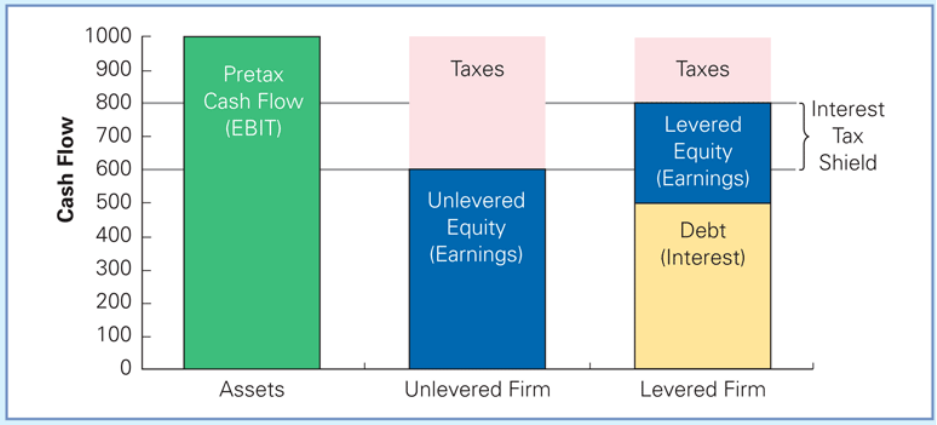 1000
900
800
700
600
500
400
300
200
100
0
Cash Flow
Pretax
Cash Flow
(EBIT)
Taxes
Unlevered
Equity
(Earnings)
Taxes
Levered
Equity
(Earnings)
Debt
(Interest)
Interest
Tax
Shield
Assets
Unlevered Firm
Levered Firm